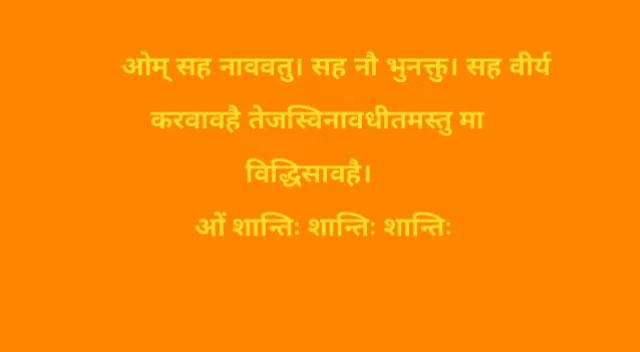 ओम् सह नाववतु। सह नौ भुनक्तु। सह वीर्य
करवावहै तेजस्विनावधीतमस्तु मा
विद्धिसावहै।
ओं शान्तिः शान्तिः शान्तिः